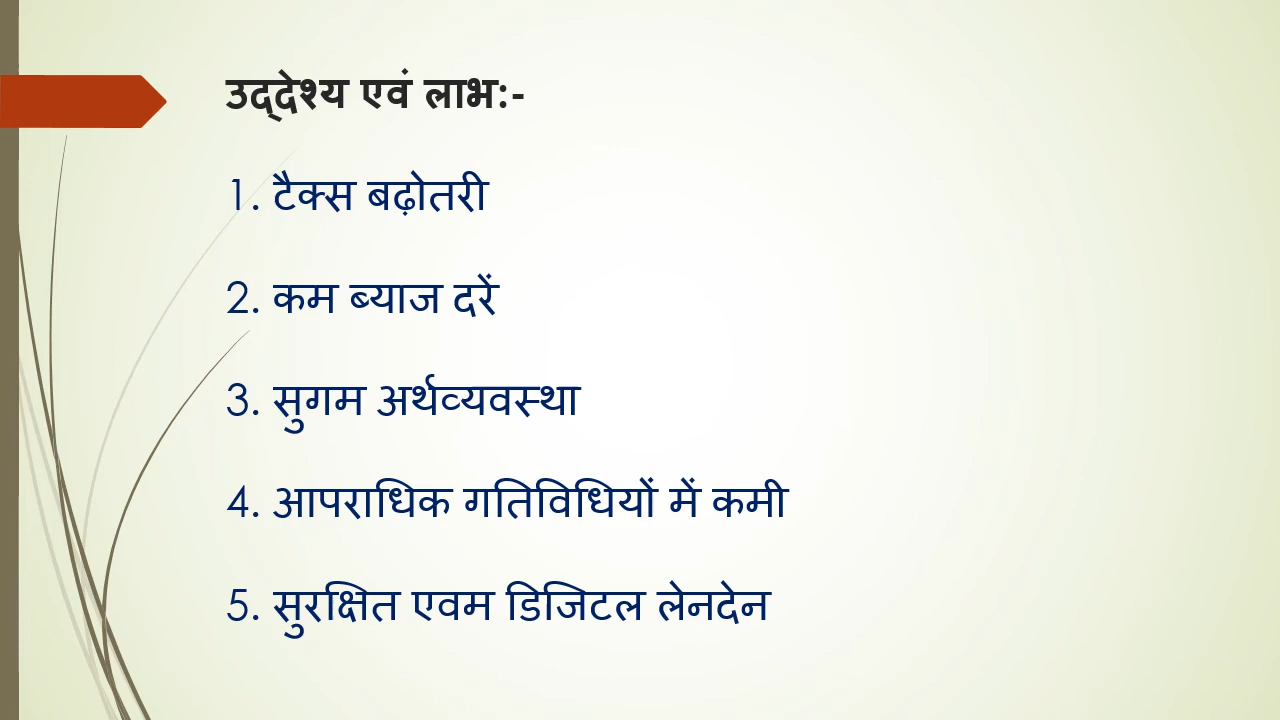 उद्देश्य एवं लाभ:-
1. टैक्स बढ़ोतरी
2. कम ब्याज दरें
3. सुगम अर्थव्यवस्था
4. आपराधिक गतिविधियों में कमी
5. सुरक्षित एवम डिजिटल लेनदेन